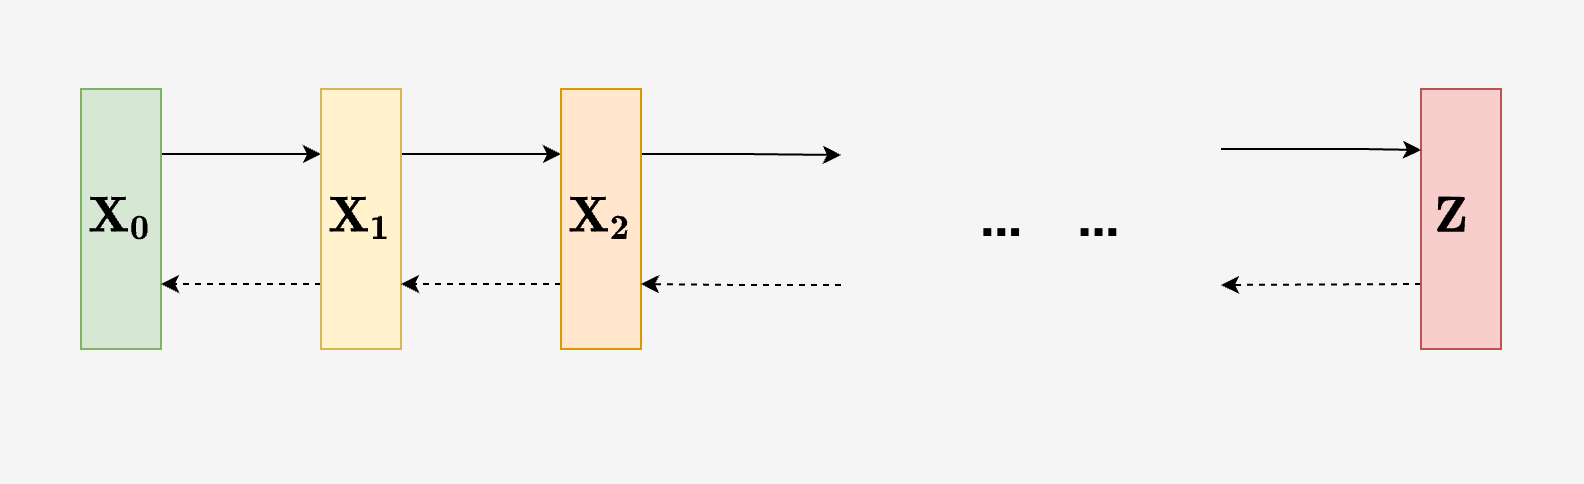 X₀ X₁ X₂ ... ... Z